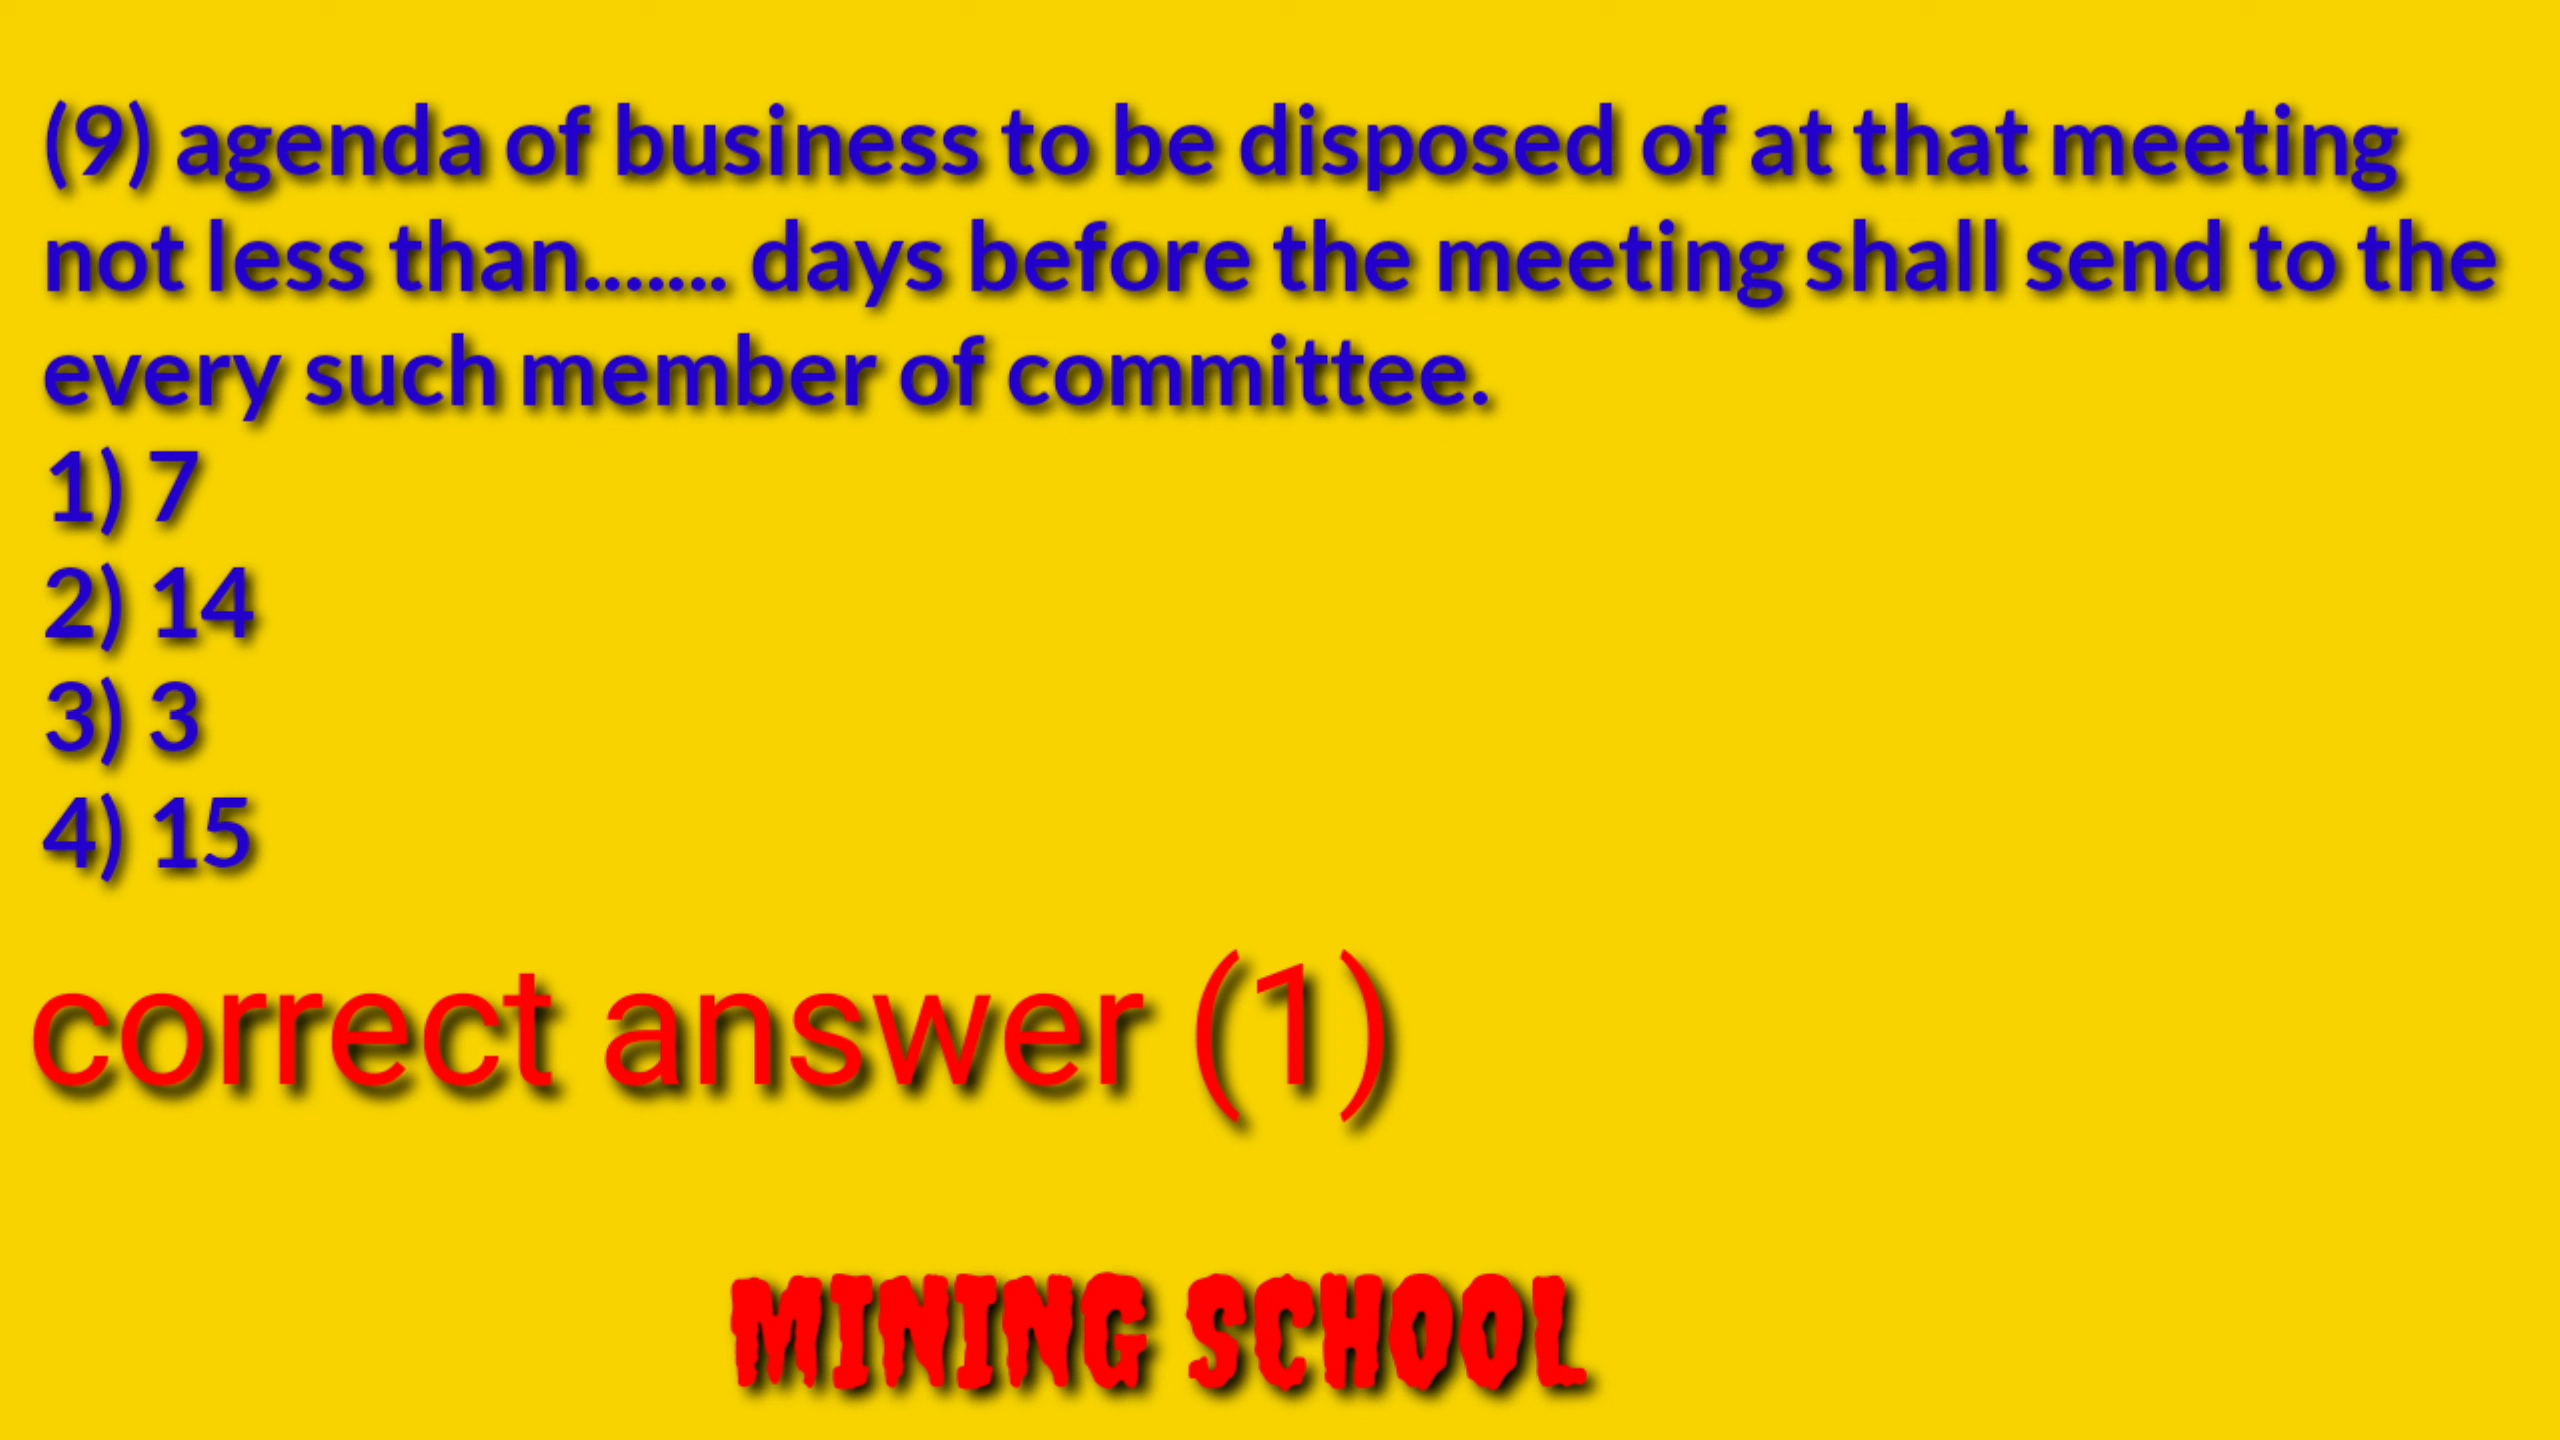 (9) agenda of business to be disposed of at that meeting
not less than....... days before the meeting shall send to the
every such member of committee.
1) 7
2) 14
3) 3
4) 15
correct answer (1)
MINING SCHOOL